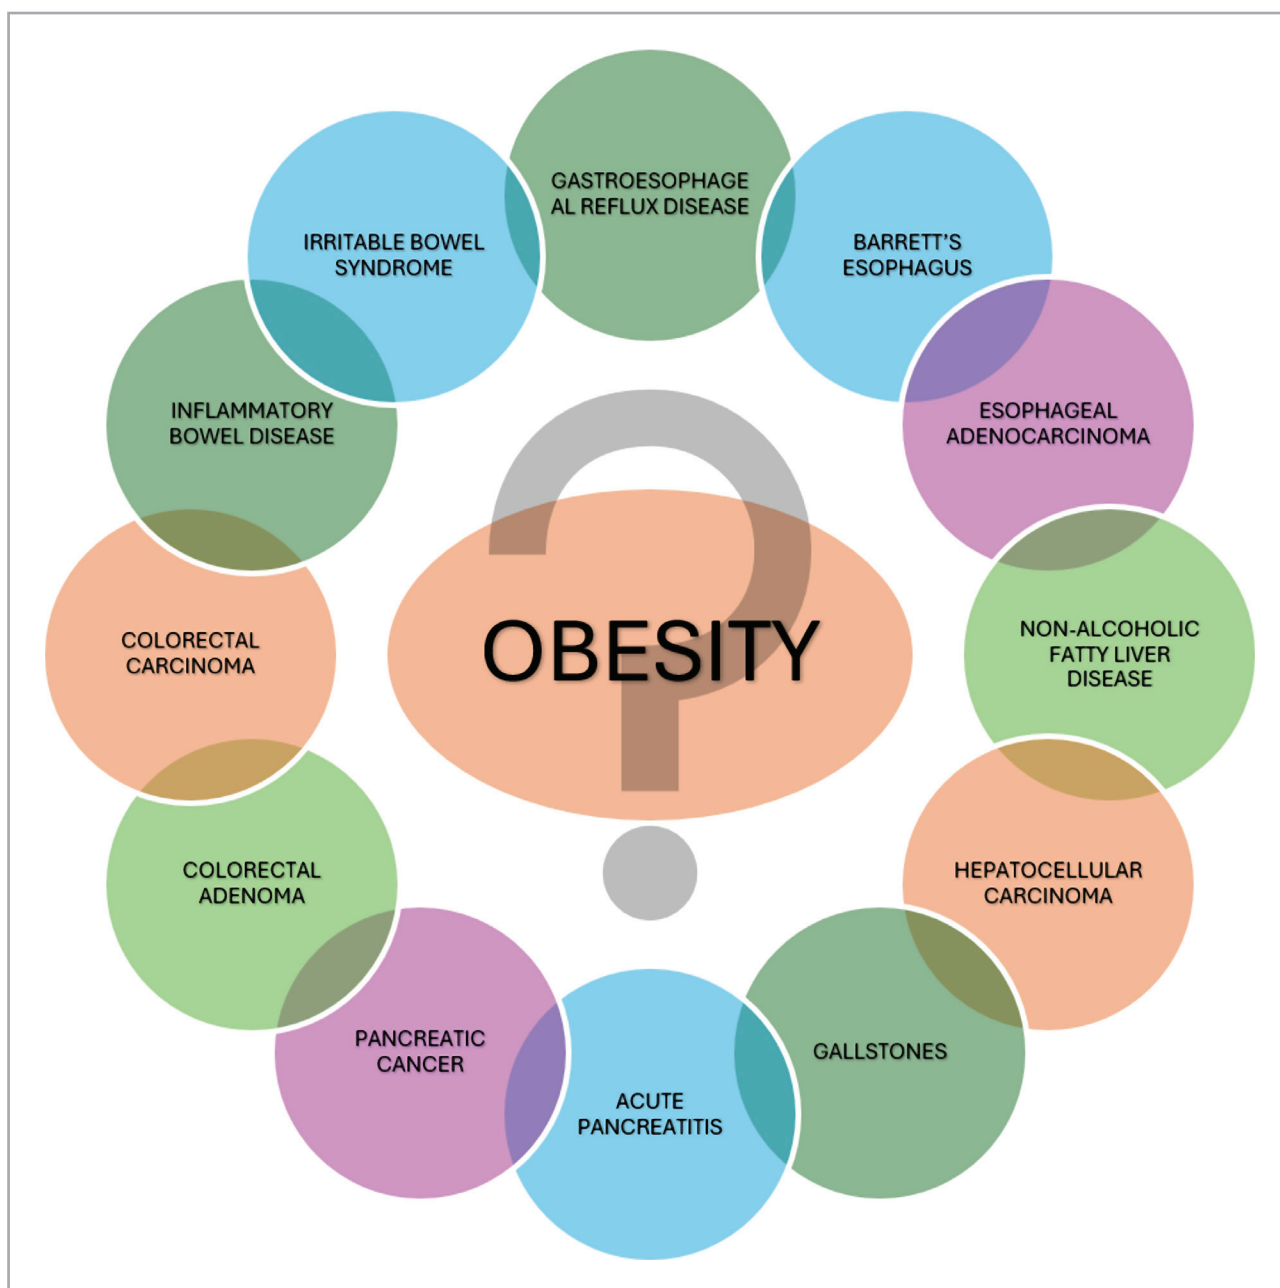 GASTROESOPHAGE
AL REFLUX DISEASE
BARRETT’S
ESOPHAGUS
ESOPHAGEAL
ADENOCARCINOMA
NON-ALCOHOLIC
FATTY LIVER
DISEASE
HEPATOCELLULAR
CARCINOMA
GALLSTONES
ACUTE
PANCREATITIS
PANCREATIC
CANCER
COLORECTAL
ADENOMA
COLORECTAL
CARCINOMA
INFLAMMATORY
BOWEL DISEASE
IRRITABLE BOWEL
SYNDROME
?
OBESITY